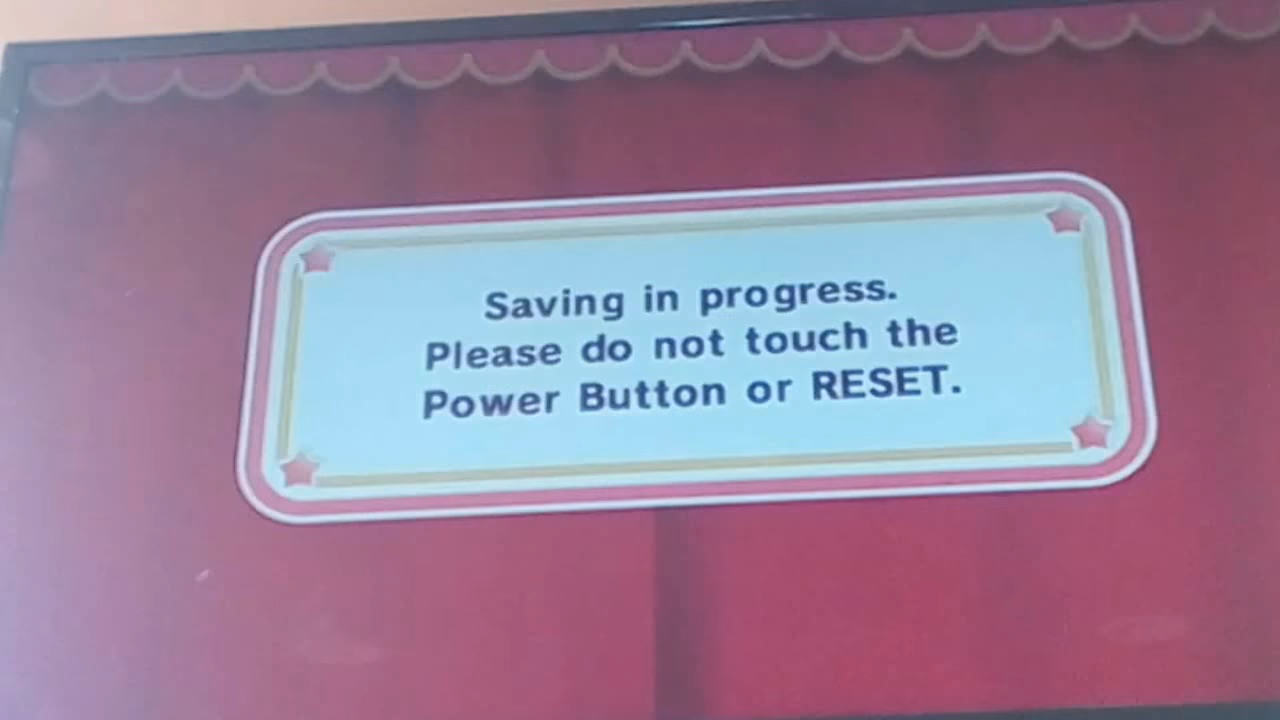 Saving in progress.
Please do not touch the
Power Button or RESET.